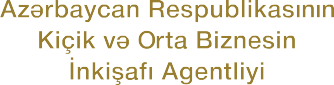 Azərbaycan Respublikasının
Kiçik və Orta Biznesin
İnkişafı Agentliyi